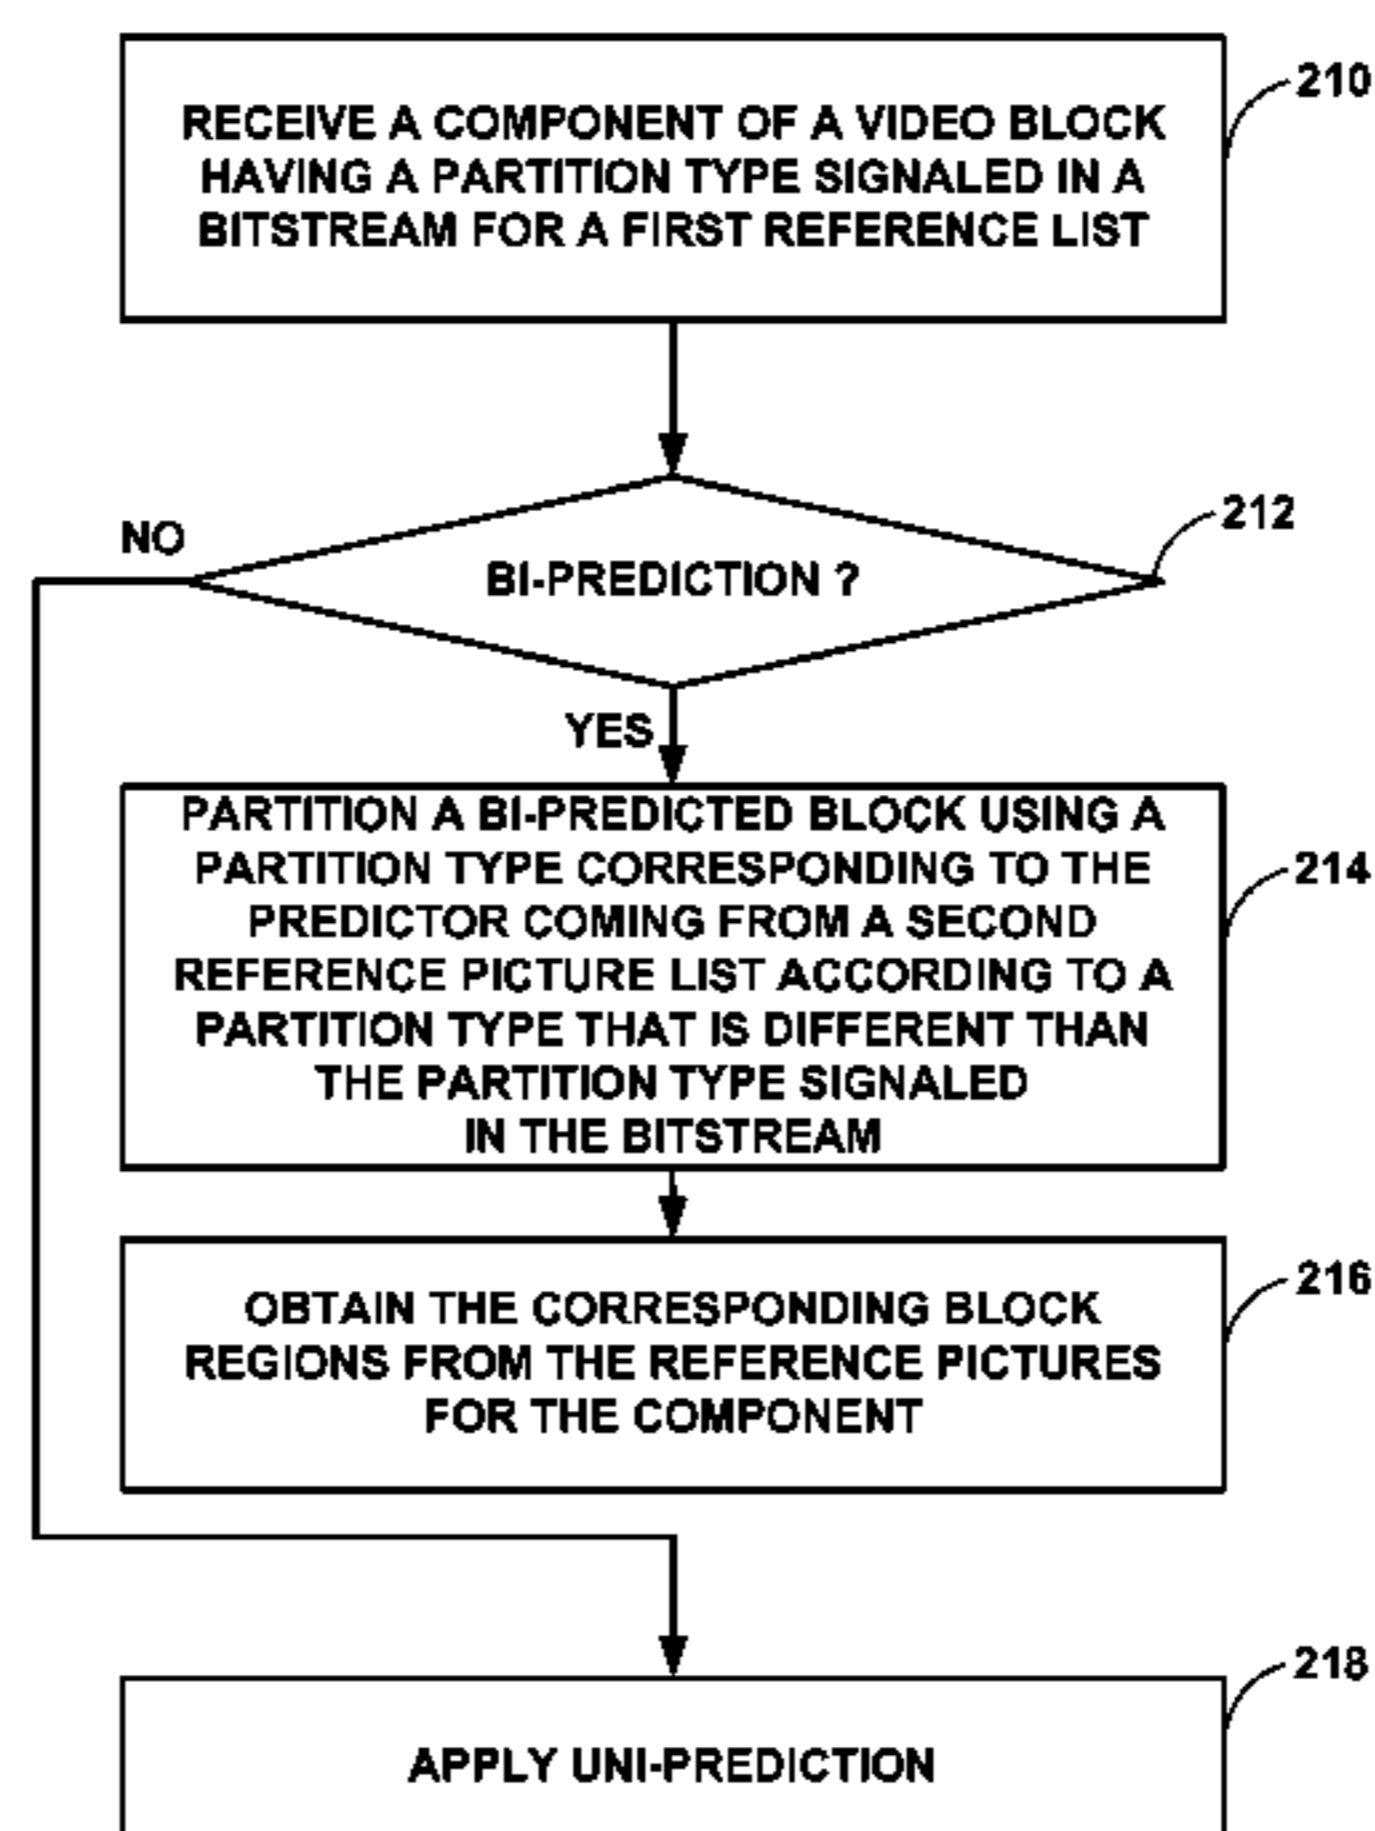 210
RECEIVE A COMPONENT OF A VIDEO BLOCK
HAVING A PARTITION TYPE SIGNALED IN A
BITSTREAM FOR A FIRST REFERENCE LIST
212
NO
BI-PREDICTION ?
YES
PARTITION A BI-PREDICTED BLOCK USING A
PARTITION TYPE CORRESPONDING TO THE
214
PREDICTOR COMING FROM A SECOND
REFERENCE PICTURE LIST ACCORDING TO A
PARTITION TYPE THAT IS DIFFERENT THAN
THE PARTITION TYPE SIGNALED
IN THE BITSTREAM
216
OBTAIN THE CORRESPONDING BLOCK
REGIONS FROM THE REFERENCE PICTURES
FOR THE COMPONENT
218
APPLY UNI-PREDICTION